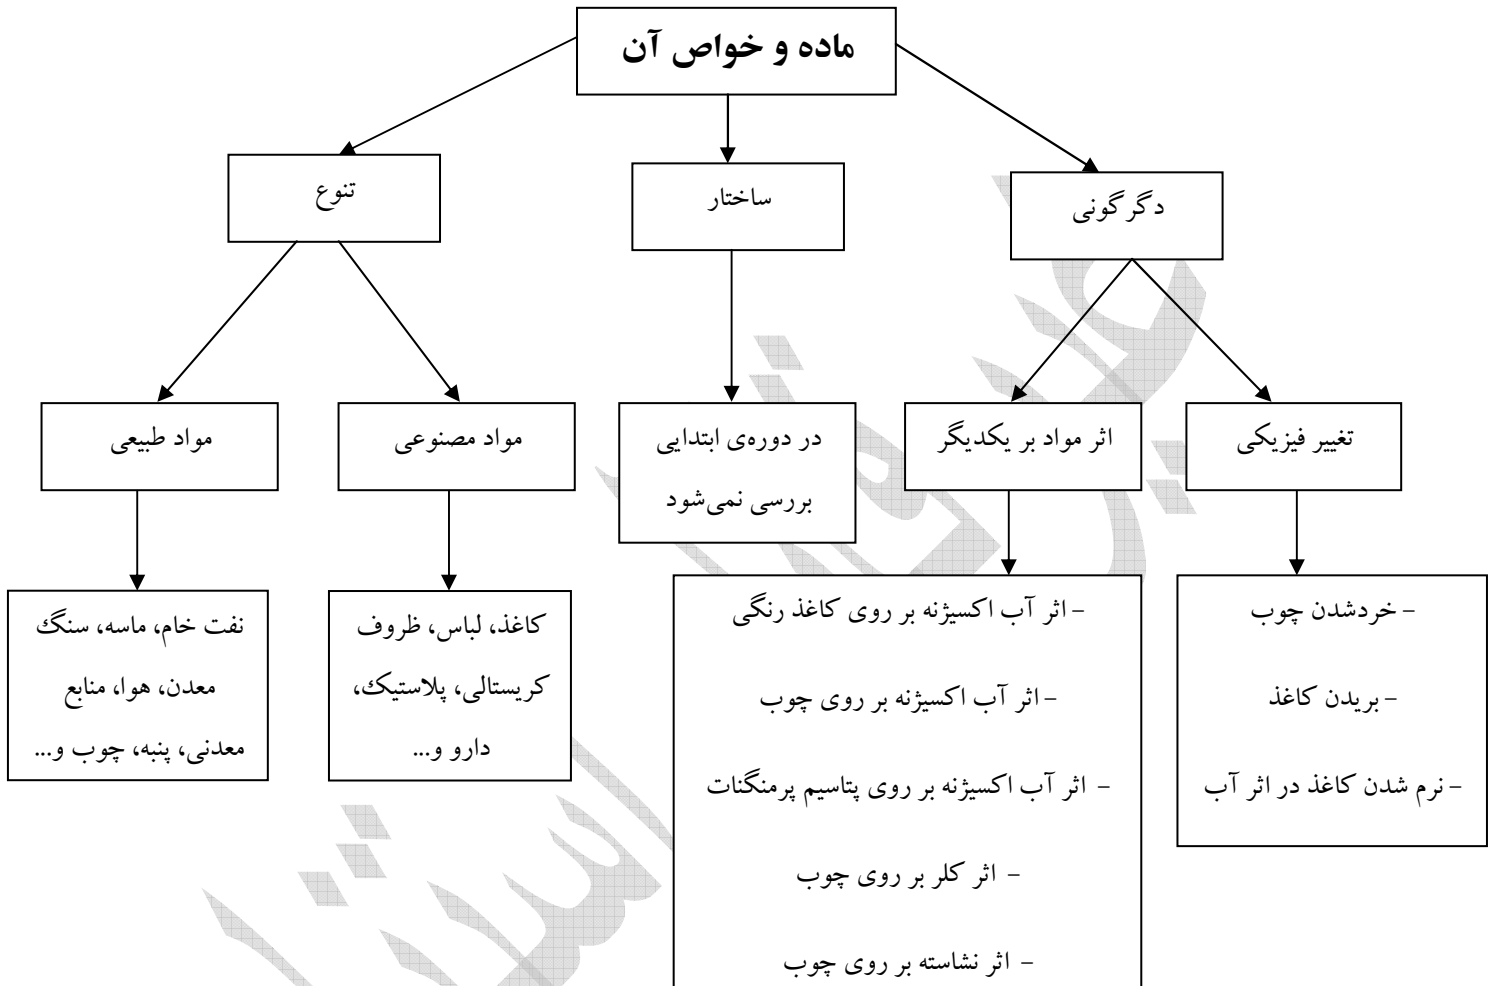 ماده و خواص آن
دگرگونی
ساختار
تنوع
تغییر فیزیکی
اثر مواد بر یکدیگر
در دوره‌ی ابتدایی
بررسی نمی‌شود
مواد مصنوعی
مواد طبیعی
- خردشدن چوب
- بریدن کاغذ
- نرم شدن کاغذ در اثر آب
- اثر آب اکسیژنه بر روی کاغذ رنگی
- اثر آب اکسیژنه بر روی چوب
- اثر آب اکسیژنه بر روی پتاسیم پرمنگنات
- اثر کلر بر روی چوب
- اثر نشاسته بر روی چوب
کاغذ، لباس، ظروف
کریستالی، پلاستیک،
دارو و...
نفت خام، ماسه، سنگ
معدن، هوا، منابع
معدنی، پنبه، چوب و...